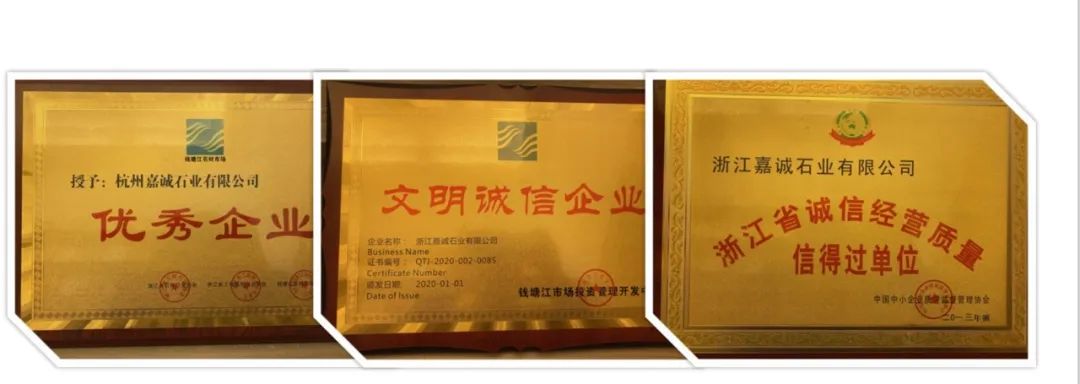 钱塘江石材市场
授予：杭州嘉诚石业有限公司
优秀企业
文明诚信企业
企业名称：浙江嘉诚石业有限公司
Business Name
证书编号：QTJ-2020-002-0085
Certificate Number
颁发日期：2020-01-01
Date of Issue
钱塘江市场投资管理开发中
浙江嘉诚石业有限公司
浙江省诚信经营质量
信得过单位
中国中小企业质量监督管理协会
二0一三年颁